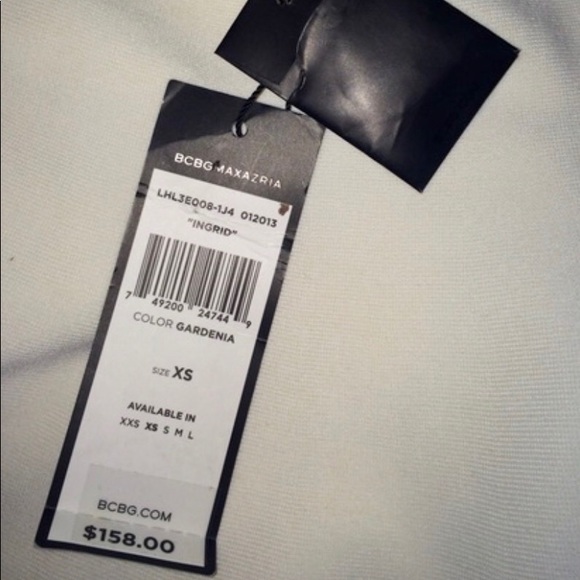 BCBGMAXAZRIA
LHL3E008-1J4 012013
"INGRID"
7 49200 24744 9
COLOR GARDENIA
SIZE XS
AVAILABLE IN
XXS XS S M L
BCBG.COM
$158.00